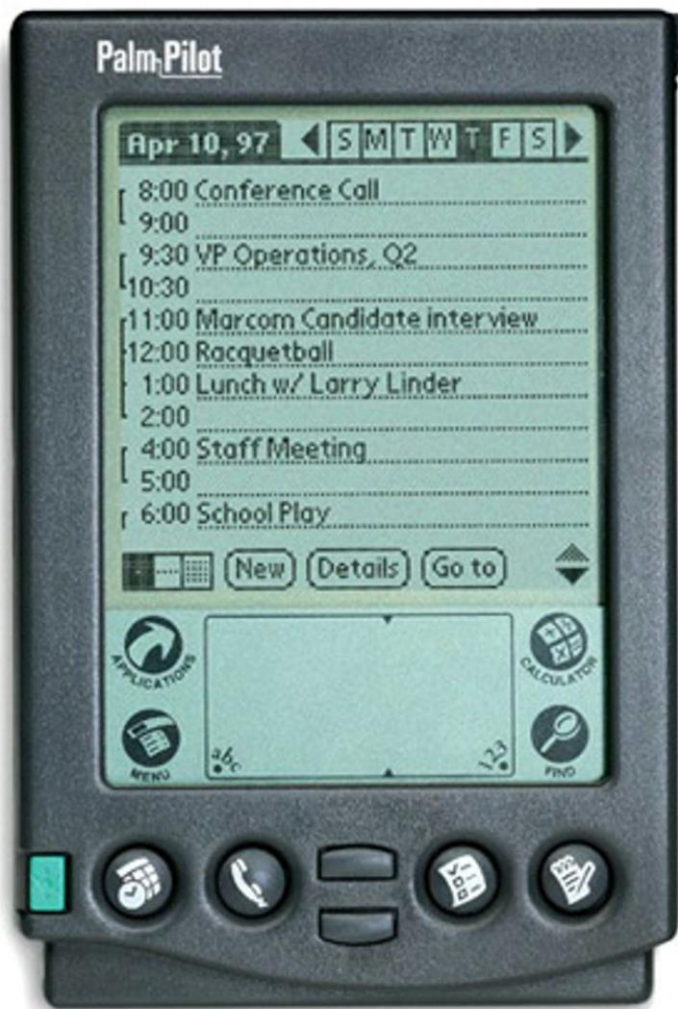 PalmPilot
Apr 10, 97 S M T W T F S
8:00 Conference Call
9:00
9:30 VP Operations, Q2
10:30
11:00 Marcom Candidate interview
12:00 Racquetball
1:00 Lunch w/ Larry Linder
2:00
4:00 Staff Meeting
5:00
6:00 School Play
New Details Go to
APPLICATIONS CALCULATOR
MENU abc 123 FIND